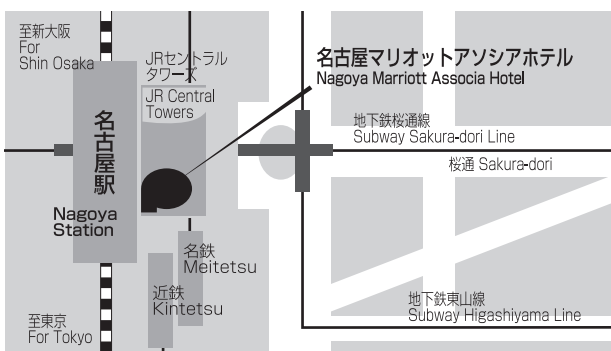 至新大阪
For
Shin Osaka
JRセントラル
タワーズ
JR Central
Towers
名古屋マリオットアソシアホテル
Nagoya Marriott Associa Hotel
地下鉄桜通線
Subway Sakura-dori Line
桜通 Sakura-dori
名古屋駅
Nagoya
Station
名鉄
Meitetsu
近鉄
Kintetsu
地下鉄東山線
Subway Higashiyama Line
至東京
For Tokyo